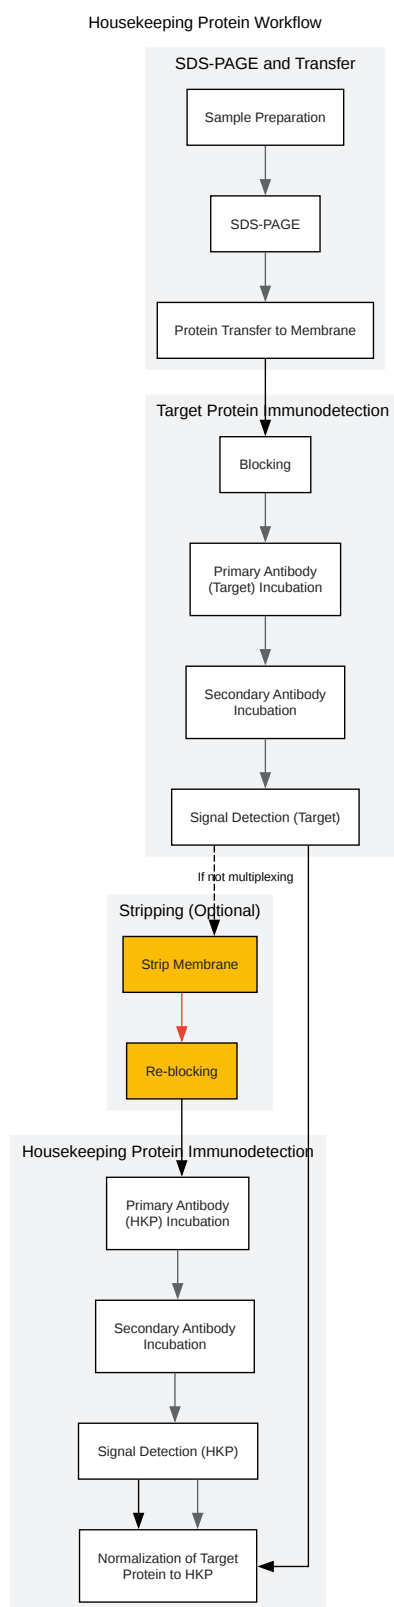 Housekeeping Protein Workflow
SDS-PAGE and Transfer
Sample Preparation
SDS-PAGE
Protein Transfer to Membrane
Target Protein Immunodetection
Blocking
Primary Antibody
(Target) Incubation
Secondary Antibody
Incubation
Signal Detection (Target)
If not multiplexing
Stripping (Optional)
Strip Membrane
Re-blocking
Housekeeping Protein Immunodetection
Primary Antibody
(HKP) Incubation
Secondary Antibody
Incubation
Signal Detection (HKP)
Normalization of Target
Protein to HKP